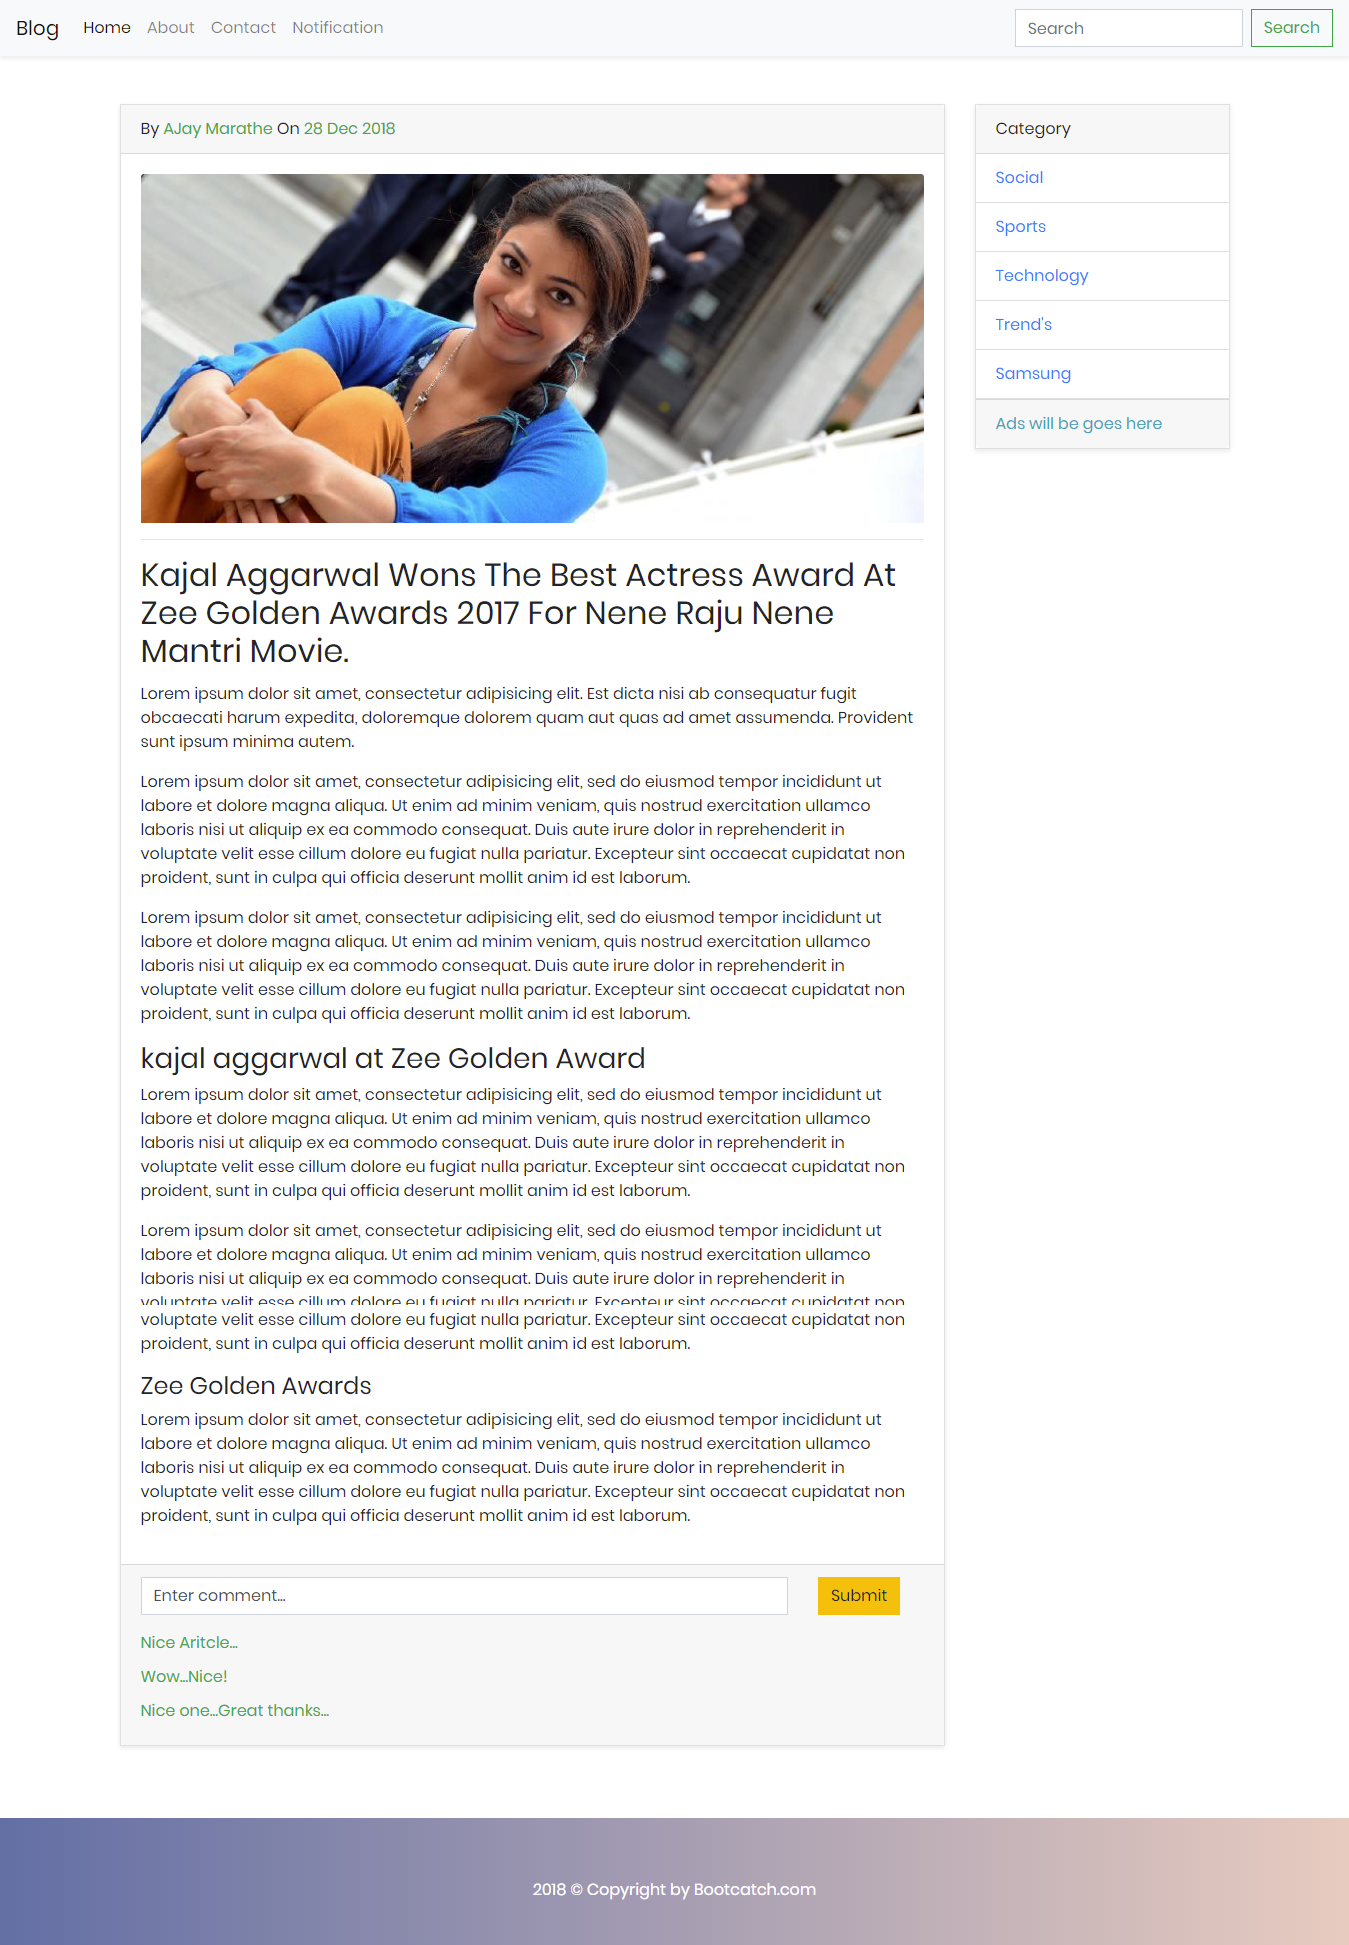 Blog Home About Contact Notification Search Search
By AJay Marathe On 28 Dec 2018
Kajal Aggarwal Wons The Best Actress Award At
Zee Golden Awards 2017 For Nene Raju Nene
Mantri Movie.
Lorem ipsum dolor sit amet, consectetur adipisicing elit. Est dicta nisi ab consequatur fugit
obcaecati harum expedita, doloremque dolorem quam aut quas ad amet assumenda. Provident
sunt ipsum minima autem.
Lorem ipsum dolor sit amet, consectetur adipisicing elit, sed do eiusmod tempor incididunt ut
labore et dolore magna aliqua. Ut enim ad minim veniam, quis nostrud exercitation ullamco
laboris nisi ut aliquip ex ea commodo consequat. Duis aute irure dolor in reprehenderit in
voluptate velit esse cillum dolore eu fugiat nulla pariatur. Excepteur sint occaecat cupidatat non
proident, sunt in culpa qui officia deserunt mollit anim id est laborum.
Lorem ipsum dolor sit amet, consectetur adipisicing elit, sed do eiusmod tempor incididunt ut
labore et dolore magna aliqua. Ut enim ad minim veniam, quis nostrud exercitation ullamco
laboris nisi ut aliquip ex ea commodo consequat. Duis aute irure dolor in reprehenderit in
voluptate velit esse cillum dolore eu fugiat nulla pariatur. Excepteur sint occaecat cupidatat non
proident, sunt in culpa qui officia deserunt mollit anim id est laborum.
kajal aggarwal at Zee Golden Award
Lorem ipsum dolor sit amet, consectetur adipisicing elit, sed do eiusmod tempor incididunt ut
labore et dolore magna aliqua. Ut enim ad minim veniam, quis nostrud exercitation ullamco
laboris nisi ut aliquip ex ea commodo consequat. Duis aute irure dolor in reprehenderit in
voluptate velit esse cillum dolore eu fugiat nulla pariatur. Excepteur sint occaecat cupidatat non
proident, sunt in culpa qui officia deserunt mollit anim id est laborum.
Lorem ipsum dolor sit amet, consectetur adipisicing elit, sed do eiusmod tempor incididunt ut
labore et dolore magna aliqua. Ut enim ad minim veniam, quis nostrud exercitation ullamco
laboris nisi ut aliquip ex ea commodo consequat. Duis aute irure dolor in reprehenderit in
voluptate velit esse cillum dolore eu fugiat nulla pariatur. Excepteur sint occaecat cupidatat non
voluptate velit esse cillum dolore eu fugiat nulla pariatur. Excepteur sint occaecat cupidatat non
proident, sunt in culpa qui officia deserunt mollit anim id est laborum.
Zee Golden Awards
Lorem ipsum dolor sit amet, consectetur adipisicing elit, sed do eiusmod tempor incididunt ut
labore et dolore magna aliqua. Ut enim ad minim veniam, quis nostrud exercitation ullamco
laboris nisi ut aliquip ex ea commodo consequat. Duis aute irure dolor in reprehenderit in
voluptate velit esse cillum dolore eu fugiat nulla pariatur. Excepteur sint occaecat cupidatat non
proident, sunt in culpa qui officia deserunt mollit anim id est laborum.
Enter comment... Submit
Nice Aritcle...
Wow...Nice!
Nice one...Great thanks...
Category
Social
Sports
Technology
Trend's
Samsung
Ads will be goes here
2018 © Copyright by Bootcatch.com